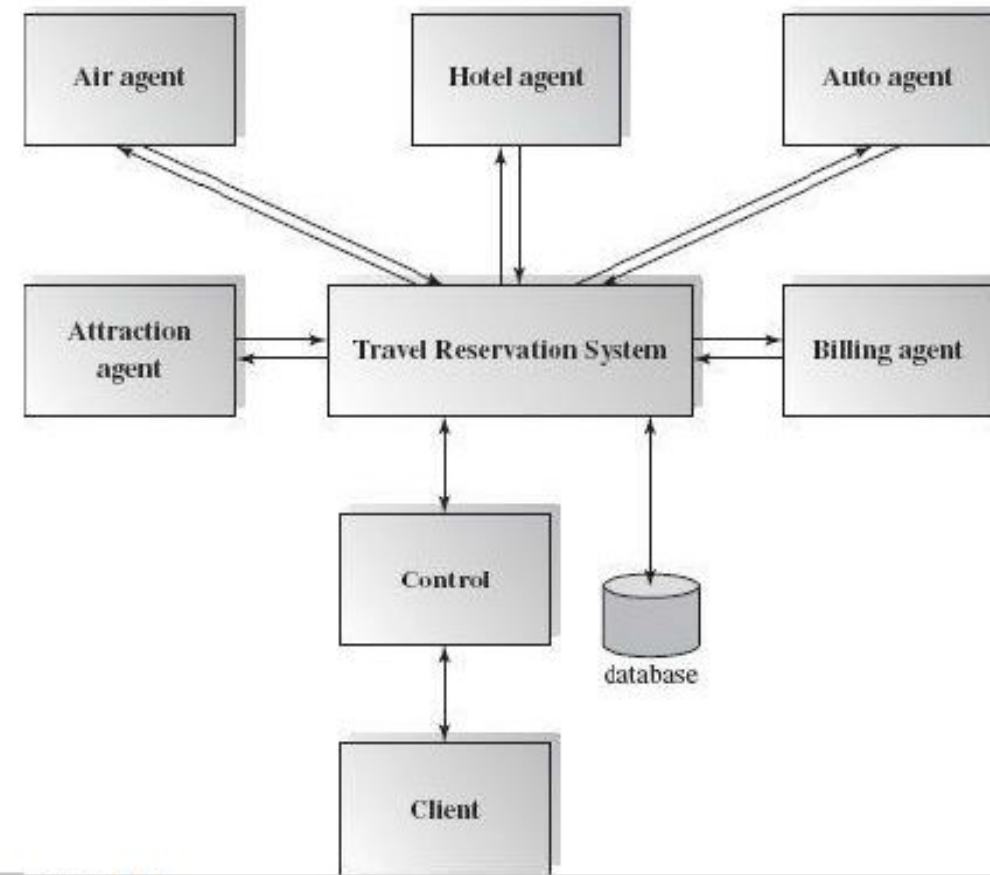 Air agent
Hotel agent
Auto agent
Attraction
agent
Travel Reservation System
Billing agent
Control
database
Client